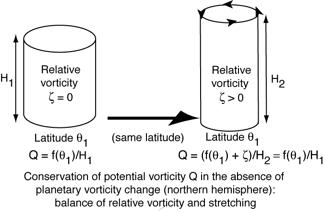 H₁
Relative
vorticity
ζ = 0
Latitude θ₁
Q = f(θ₁)/H₁
(same latitude)
H₂
Relative
vorticity
ζ > 0
Latitude θ₁
Q = (f(θ₁) + ζ)/H₂ = f(θ₁)/H₁
Conservation of potential vorticity Q in the absence of
planetary vorticity change (northern hemisphere):
balance of relative vorticity and stretching